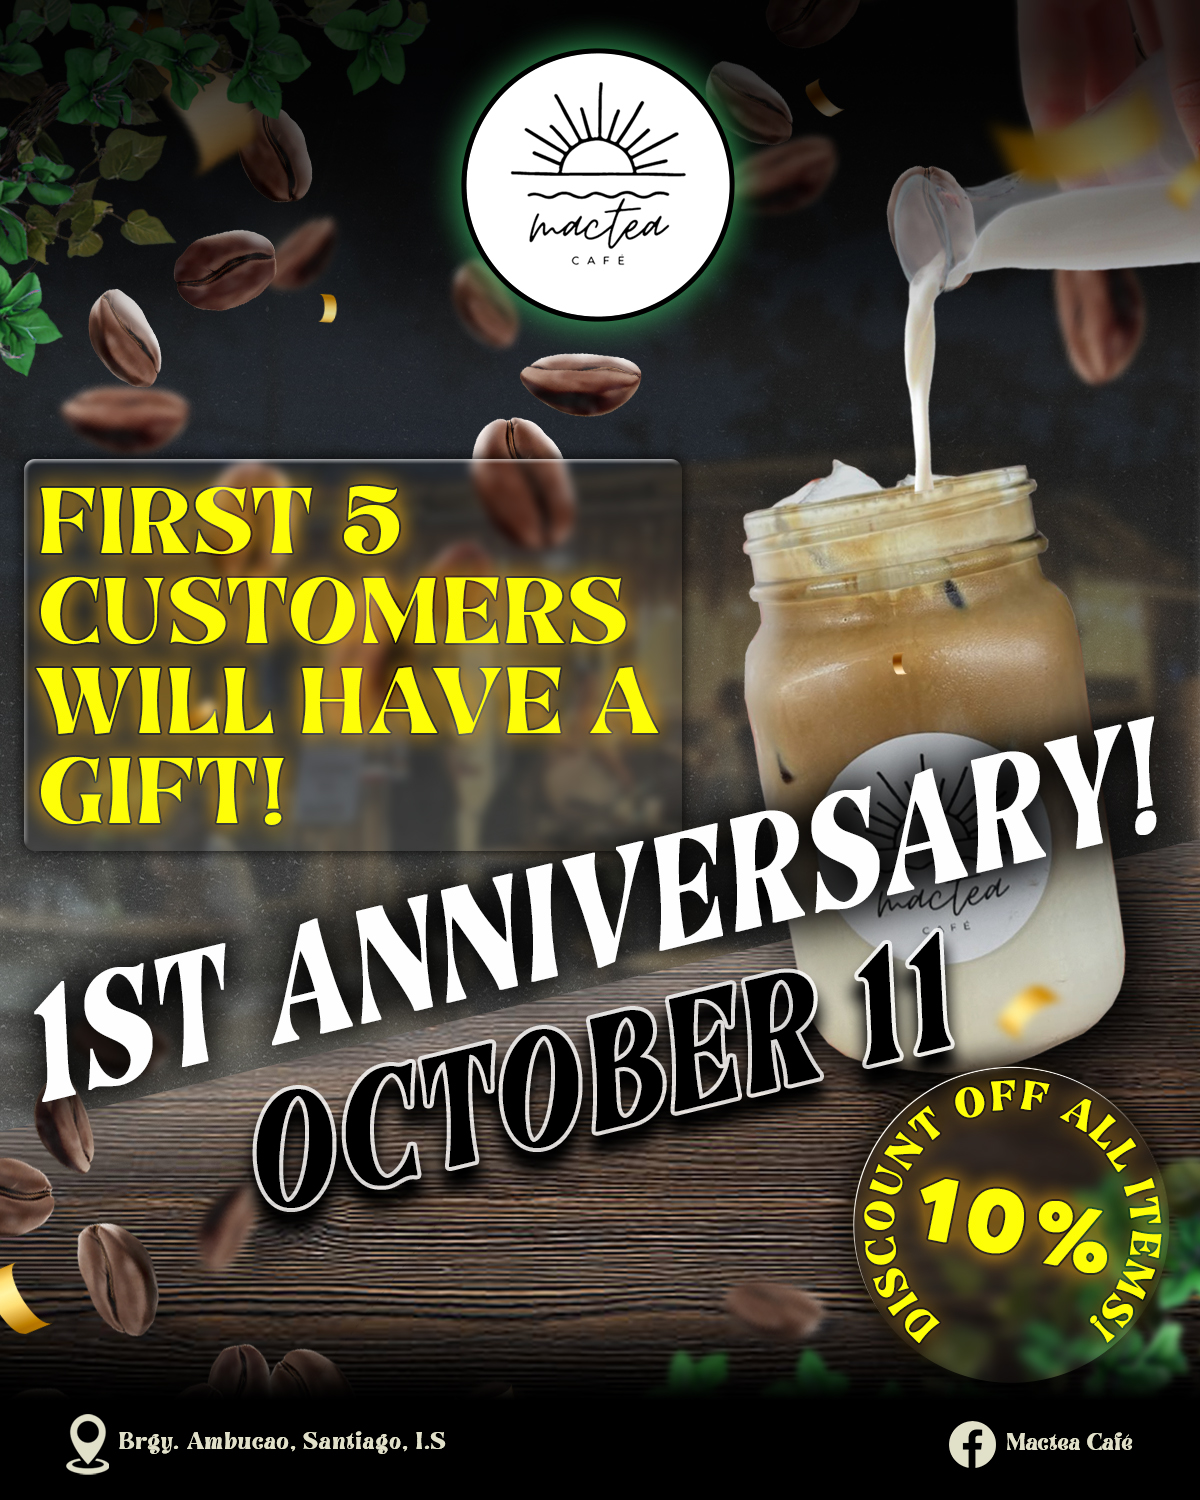 mactea
CAFÉ
FIRST 5
CUSTOMERS
WILL HAVE A
GIFT!
1ST ANNIVERSARY!
mactea
CAFÉ
OCTOBER 11
DISCOUNT OFF ALL ITEMS!
10%
Brgy. Ambucao, Santiago, I.S
Mactea Café